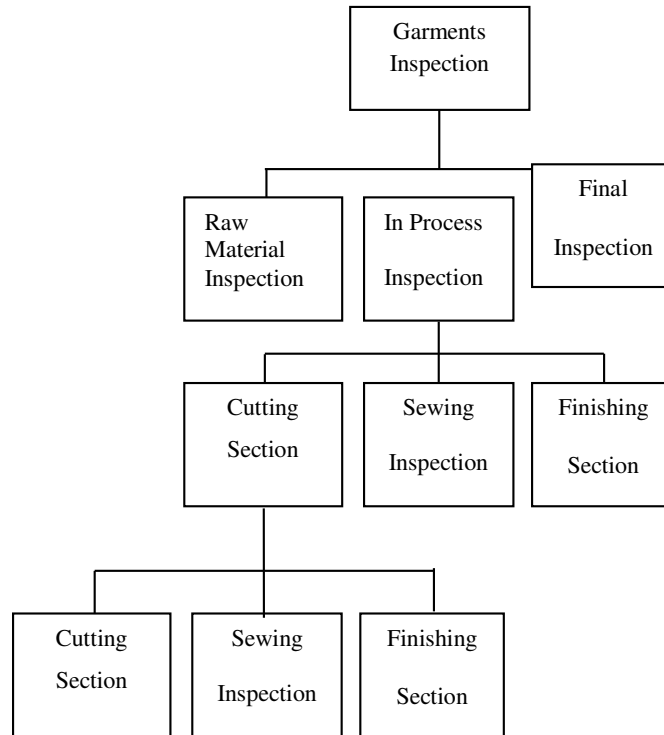 Garments
Inspection
Raw
Material
Inspection
In Process
Inspection
Final
Inspection
Cutting
Section
Sewing
Inspection
Finishing
Section
Cutting
Section
Sewing
Inspection
Finishing
Section